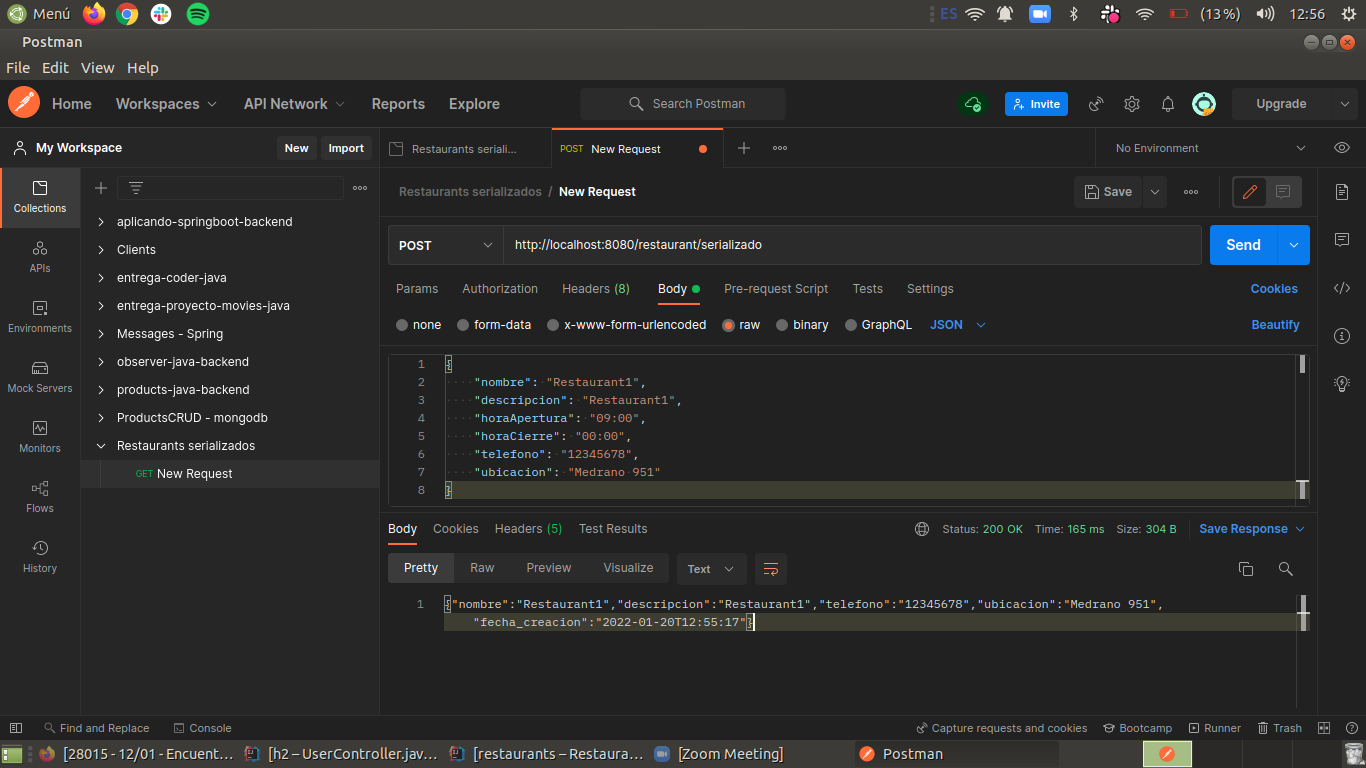 Menú
ES
(13%)
12:56
Postman
File Edit View Help
Home Workspaces API Network Reports Explore
Search Postman
Invite
Upgrade
My Workspace
New
Import
Restaurants seriali...
POST New Request
No Environment
Collections
APIs
Environments
Mock Servers
Monitors
Flows
History
aplicando-springboot-backend
Clients
entrega-coder-java
entrega-proyecto-movies-java
Messages - Spring
observer-java-backend
products-java-backend
ProductsCRUD - mongodb
Restaurants serializados
GET New Request
Restaurants serializados / New Request
Save
POST
http://localhost:8080/restaurant/serializado
Send
Params Authorization Headers (8) Body Pre-request Script Tests Settings
Cookies
none form-data x-www-form-urlencoded raw binary GraphQL JSON
Beautify
1 {
2 "nombre": "Restaurant1",
3 "descripcion": "Restaurant1",
4 "horaApertura": "09:00",
5 "horaCierre": "00:00",
6 "telefono": "12345678",
7 "ubicacion": "Medrano 951"
8 }
Body Cookies Headers (5) Test Results
Status: 200 OK Time: 165 ms Size: 304 B
Save Response
Pretty Raw Preview Visualize Text
1 {"nombre":"Restaurant1","descripcion":"Restaurant1","telefono":"12345678","ubicacion":"Medrano 951",
"fecha_creacion":"2022-01-20T12:55:17"}
Find and Replace Console
Capture requests and cookies Bootcamp Runner Trash
[28015 - 12/01 - Encuent...
[h2 – UserController.jav...
[restaurants – Restaura...
[Zoom Meeting]
Postman